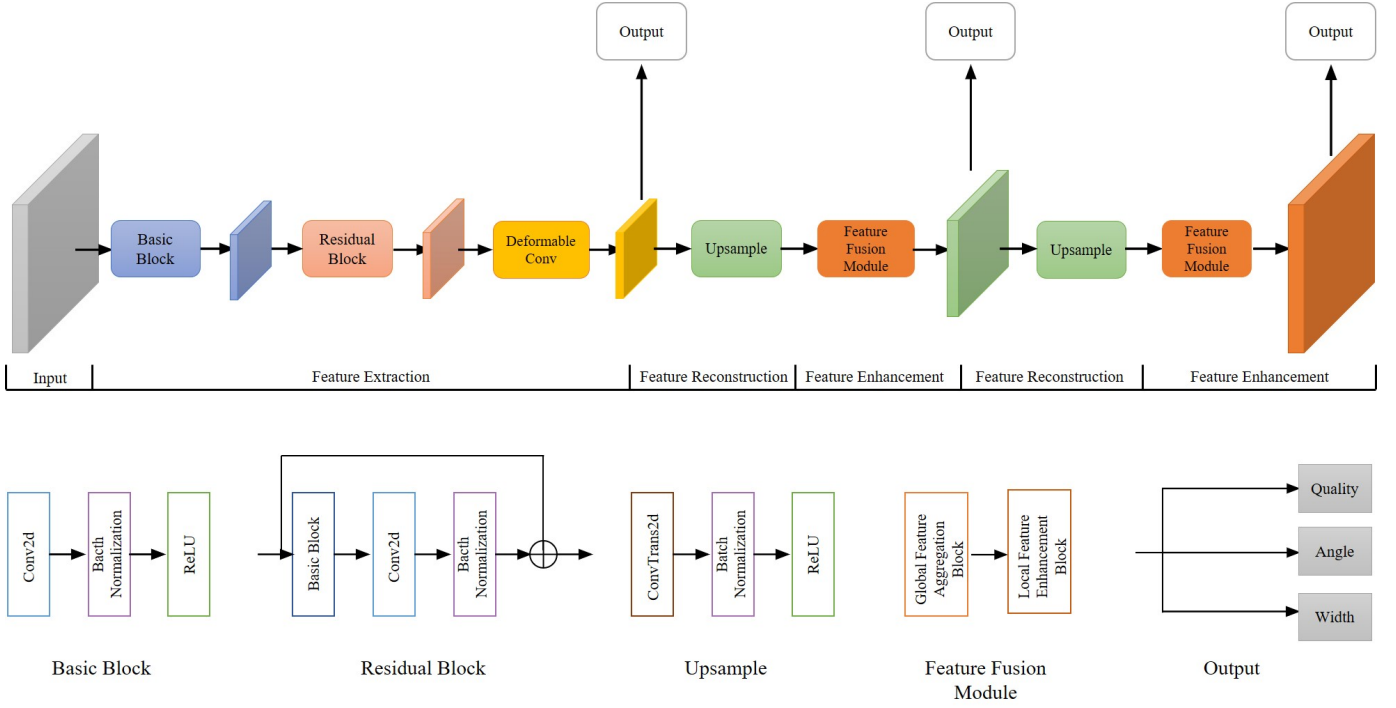 Output
Output
Output
Basic
Block
Residual
Block
Deformable
Conv
Upsample
Feature
Fusion
Module
Upsample
Feature
Fusion
Module
Input
Feature Extraction
Feature Reconstruction
Feature Enhancement
Feature Reconstruction
Feature Enhancement
Conv2d
Bacth
Normalization
ReLU
Basic Block
Conv2d
Bacth
Normalization
ConvTrans2d
Batch
Normalization
ReLU
Global Feature
Aggregation
Block
Local Feature
Enhancement
Block
Quality
Angle
Width
Basic Block
Residual Block
Upsample
Feature Fusion
Module
Output